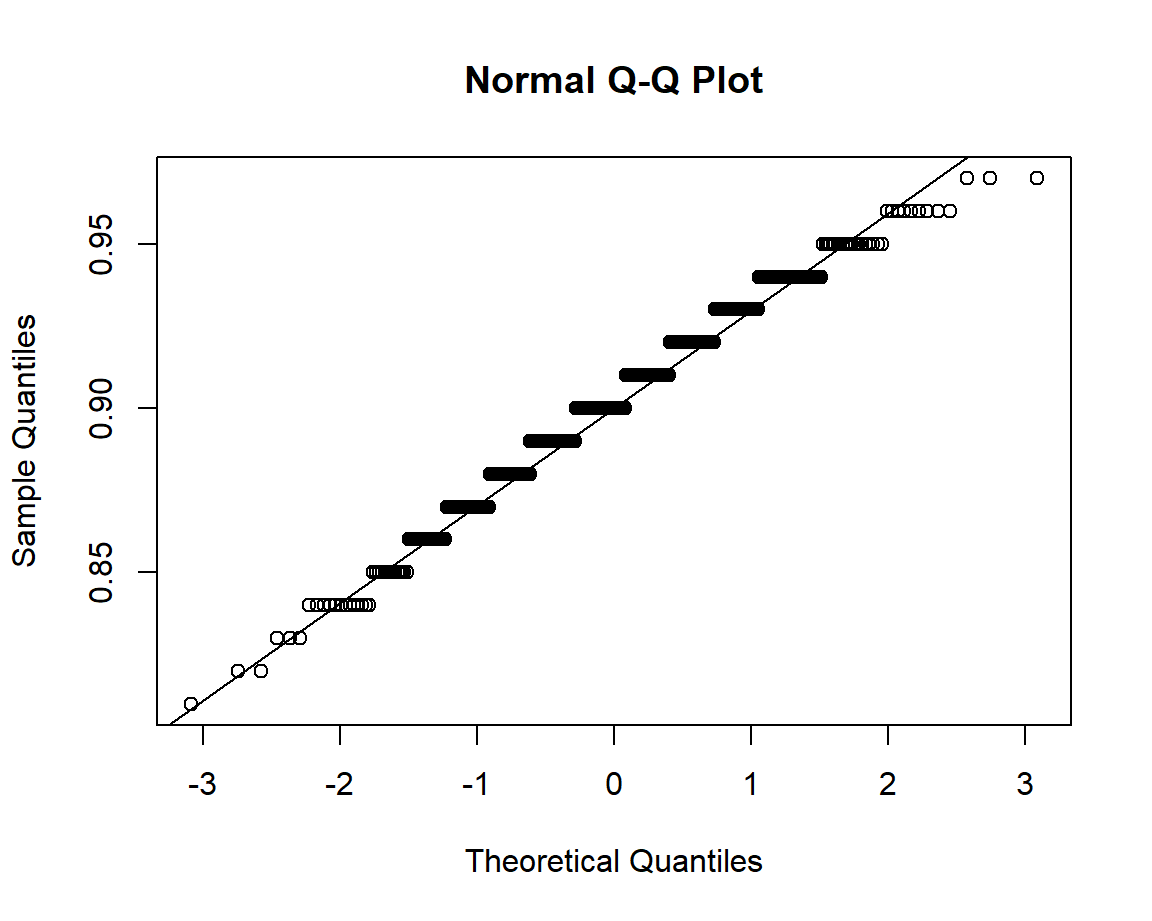 Normal Q-Q Plot
Sample Quantiles
0.95
0.90
0.85
-3 -2 -1 0 1 2 3
Theoretical Quantiles